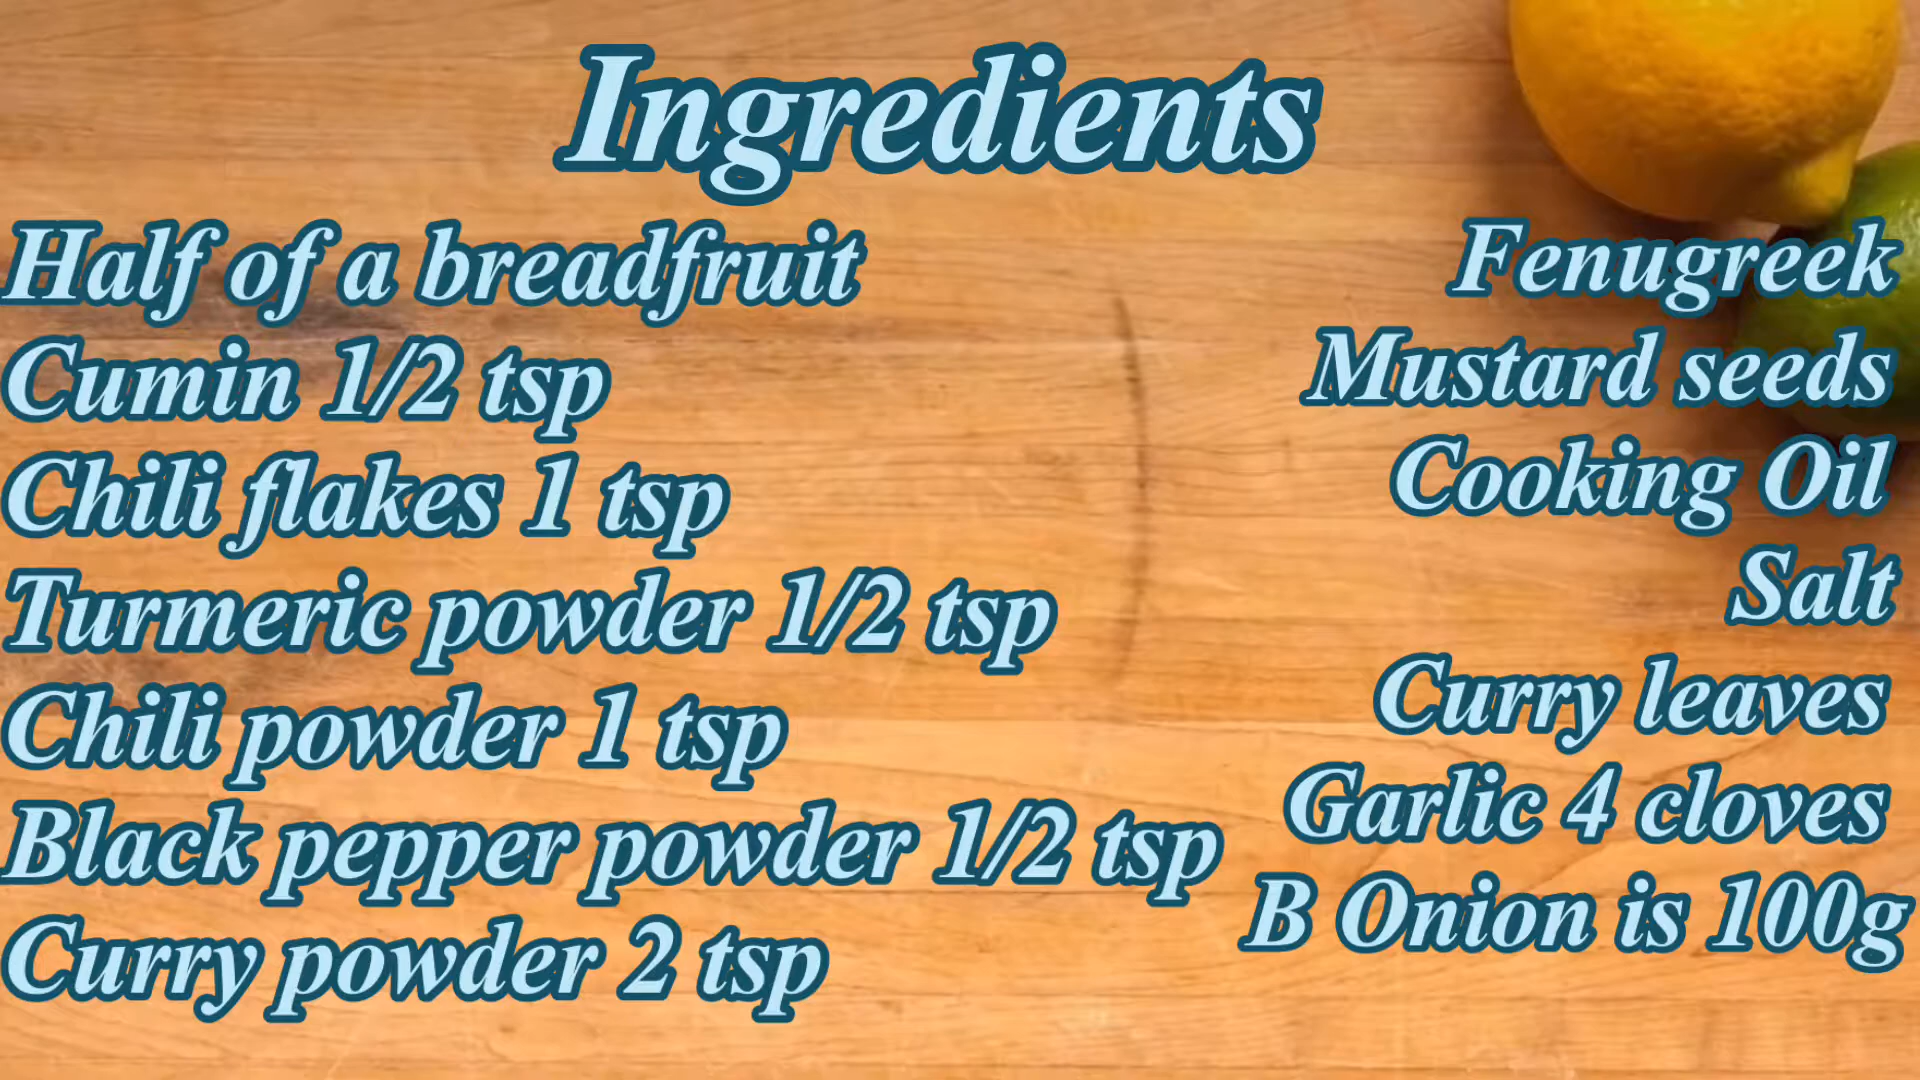 Ingredients
Half of a breadfruit
Cumin 1/2 tsp
Chili flakes 1 tsp
Turmeric powder 1/2 tsp
Chili powder 1 tsp
Black pepper powder 1/2 tsp
Curry powder 2 tsp
Fenugreek
Mustard seeds
Cooking Oil
Salt
Curry leaves
Garlic 4 cloves
B Onion is 100g